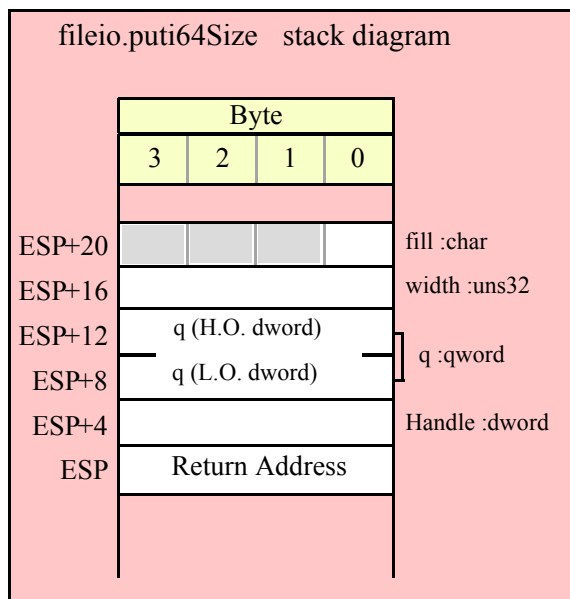 fileio.puti64Size stack diagram
Byte
3 2 1 0
ESP+20 fill :char
ESP+16 width :uns32
ESP+12 q (H.O. dword)
q :qword
ESP+8 q (L.O. dword)
ESP+4 Handle :dword
ESP Return Address